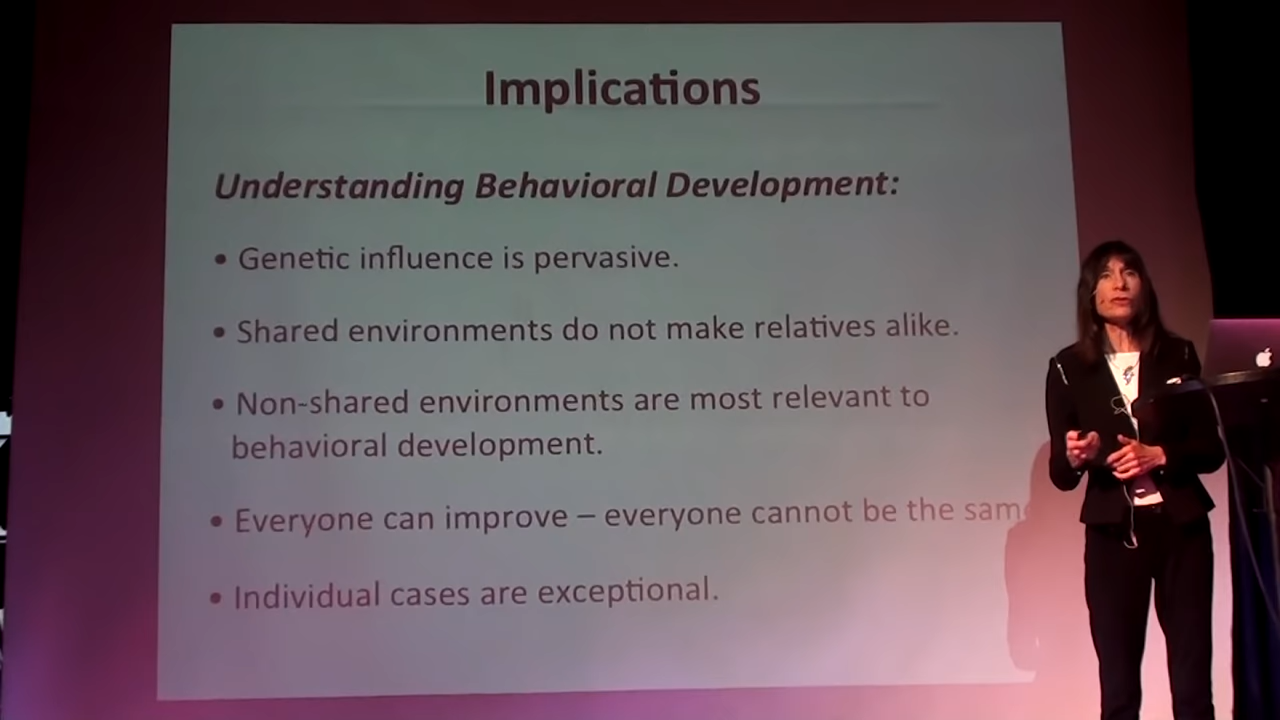 Implications
Understanding Behavioral Development:
• Genetic influence is pervasive.
• Shared environments do not make relatives alike.
• Non-shared environments are most relevant to
behavioral development.
• Everyone can improve – everyone cannot be the sam
• Individual cases are exceptional.